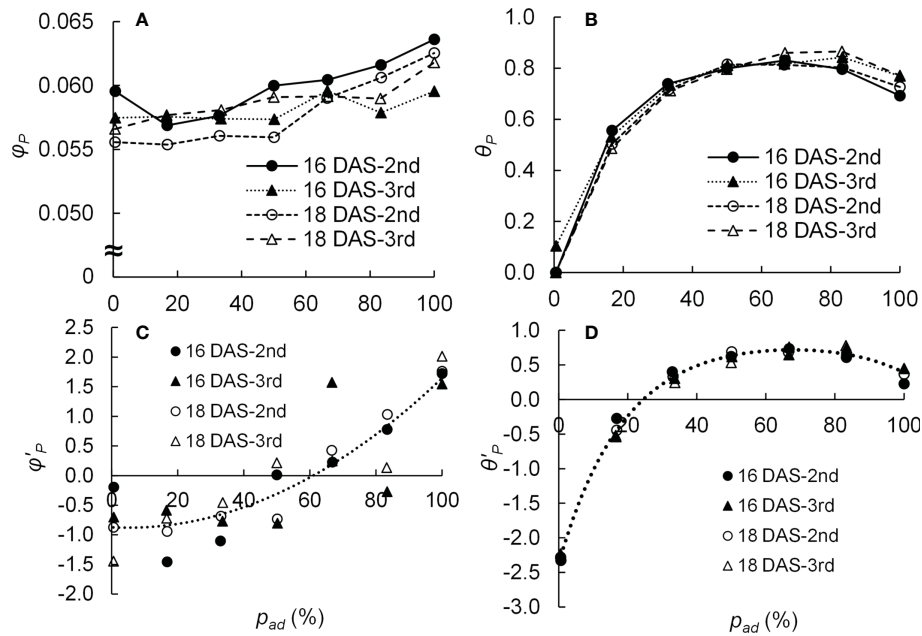 A
0.065
0.060
0.055
0.050
0
φP
0 20 40 60 80 100
16 DAS-2nd
16 DAS-3rd
18 DAS-2nd
18 DAS-3rd
B
1.0
0.8
0.6
0.4
0.2
0.0
θP
0 20 40 60 80 100
16 DAS-2nd
16 DAS-3rd
18 DAS-2nd
18 DAS-3rd
C
2.5
2.0
1.5
1.0
0.5
0.0
-0.5
-1.0
-1.5
-2.0
φ'P
0 20 40 60 80 100
16 DAS-2nd
16 DAS-3rd
18 DAS-2nd
18 DAS-3rd
pad (%)
D
1.0
0.5
0.0
-0.5
-1.0
-1.5
-2.0
-2.5
-3.0
θ'P
0 20 40 60 80 100
16 DAS-2nd
16 DAS-3rd
18 DAS-2nd
18 DAS-3rd
pad (%)